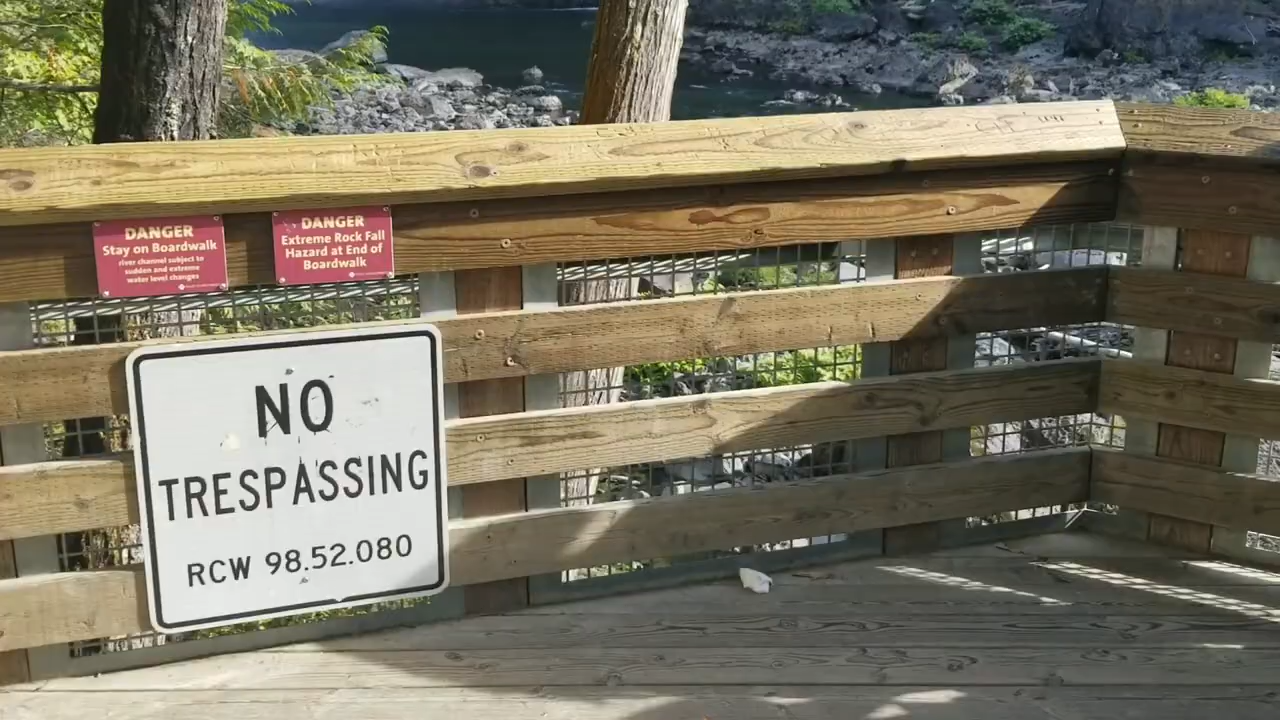 DANGER
Stay on Boardwalk
river channel subject to
sudden and extreme
water level changes
DANGER
Extreme Rock Fall
Hazard at End of
Boardwalk
NO
TRESPASSING
RCW 98.52.080